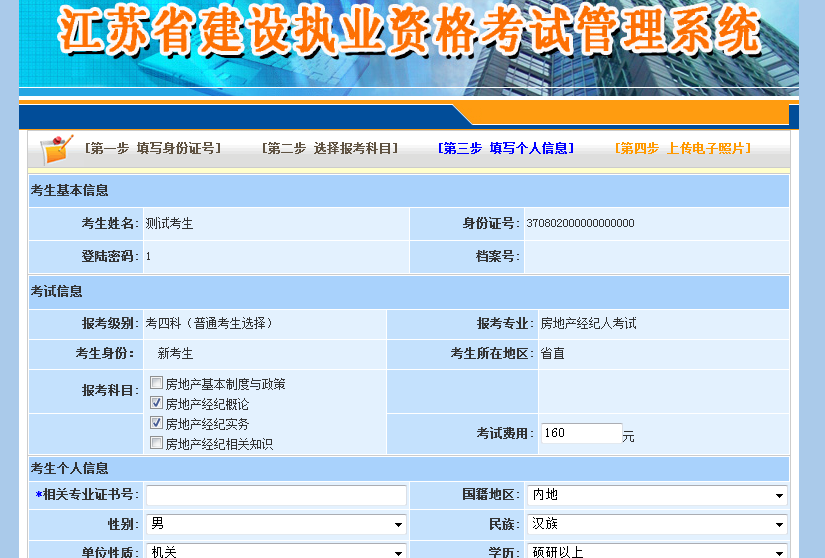 江苏省建设执业资格考试管理系统
[第一步 填写身份证号] [第二步 选择报考科目] [第三步 填写个人信息] [第四步 上传电子照片]
考生基本信息
考生姓名: 测试考生 身份证号: 370802000000000000
登陆密码: 1 档案号:
考试信息
报考级别: 考四科（普通考生选择） 报考专业: 房地产经纪人考试
考生身份: 新考生 考生所在地区: 省直
报考科目: 房地产基本制度与政策
房地产经纪概论
房地产经纪实务
房地产经纪相关知识
考试费用: 160 元
考生个人信息
*相关专业证书号: 国籍地区: 内地
性别: 男 民族: 汉族
单位性质: 机关 学历: 硕研以上